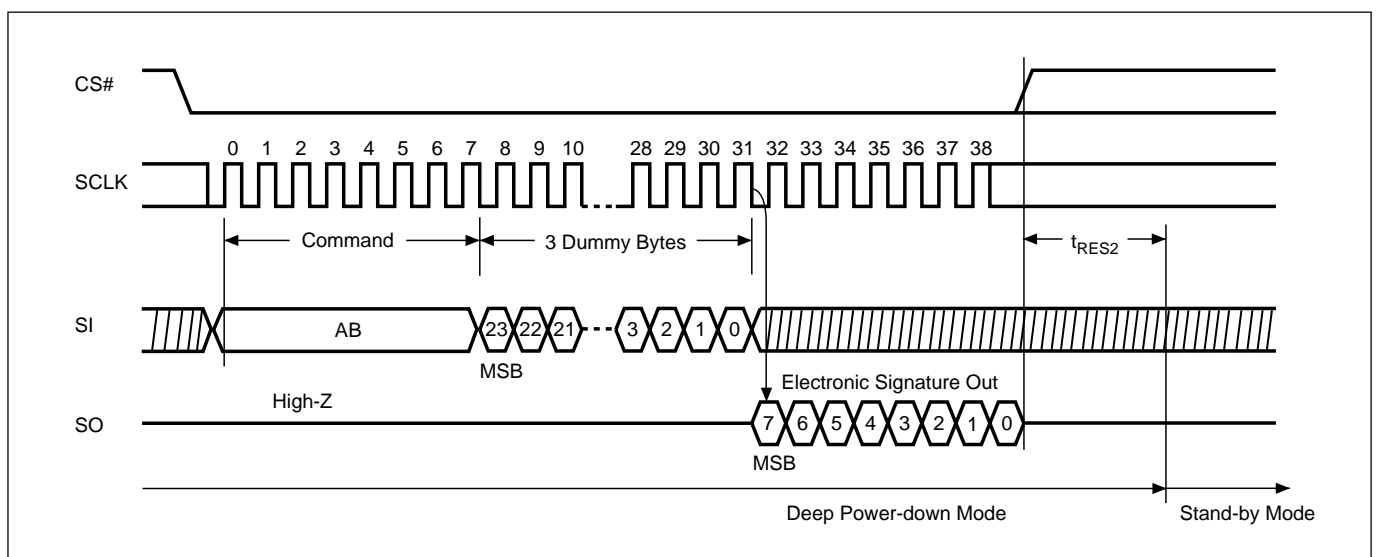 CS#
0 1 2 3 4 5 6 7 8 9 10 28 29 30 31 32 33 34 35 36 37 38
SCLK
Command
3 Dummy Bytes
tRES2
SI
AB
23 22 21 3 2 1 0
MSB
Electronic Signature Out
High-Z
SO
7 6 5 4 3 2 1 0
MSB
Deep Power-down Mode
Stand-by Mode